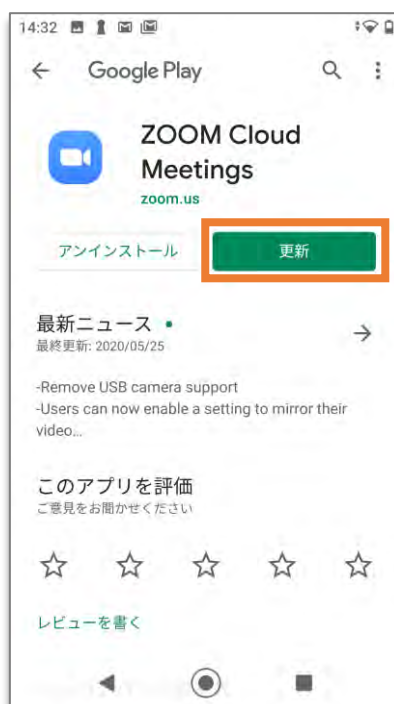 14:32
Google Play
ZOOM Cloud
Meetings
zoom.us
アンインストール
更新
最新ニュース •
最終更新: 2020/05/25
-Remove USB camera support
-Users can now enable a setting to mirror their
video...
このアプリを評価
ご意見をお聞かせください
レビューを書く